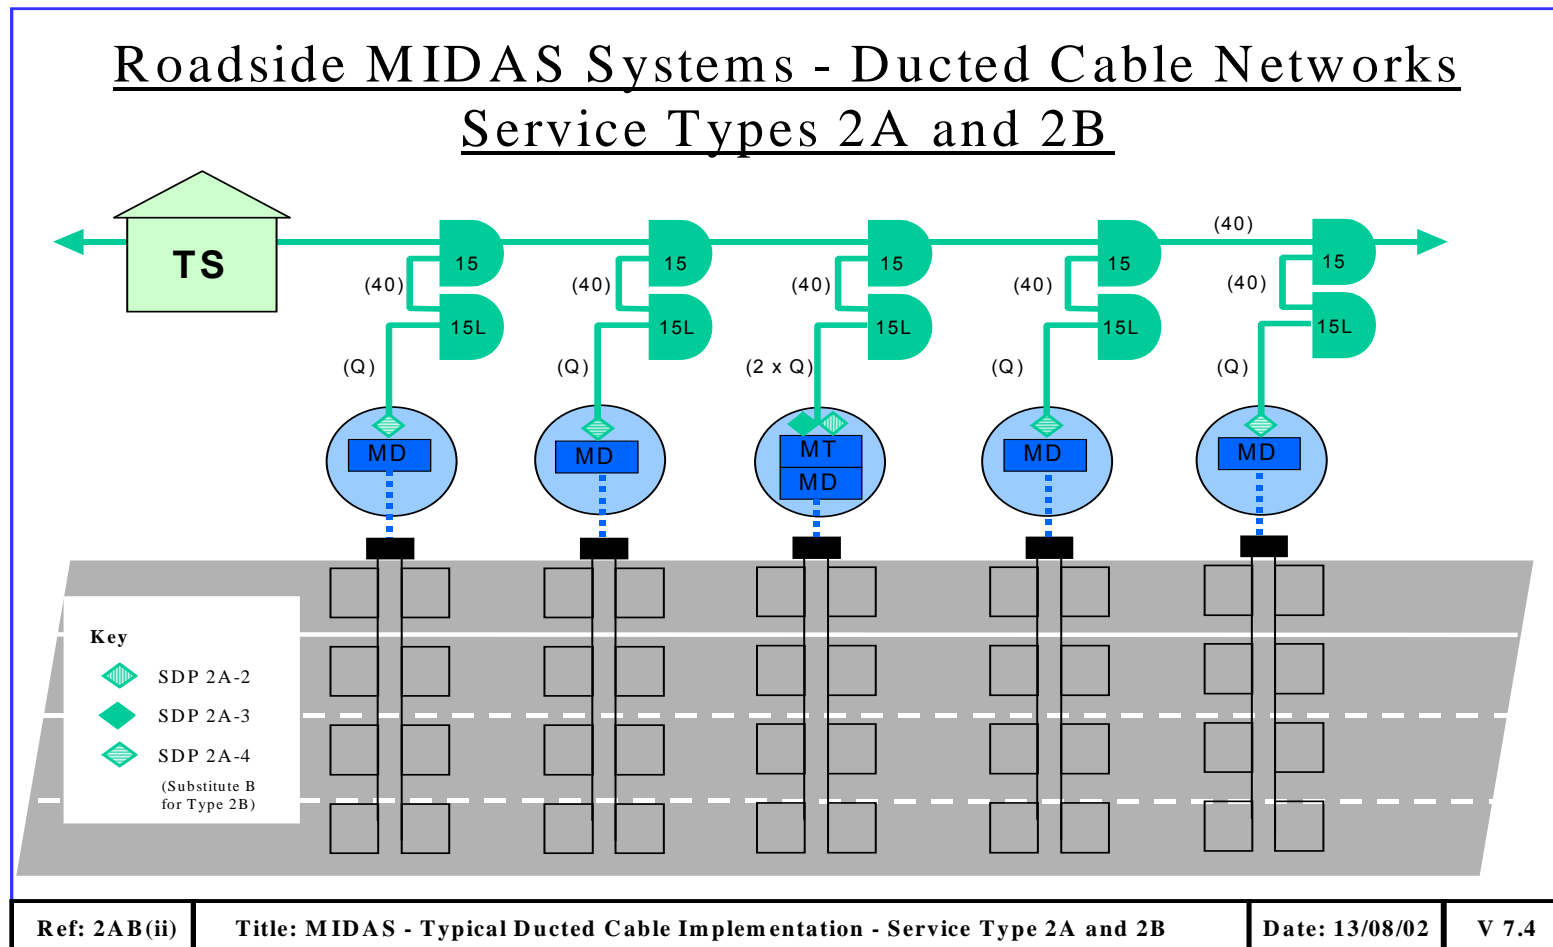 Roadside MIDAS Systems - Ducted Cable Networks
Service Types 2A and 2B
TS
15
15
15
15
(40)
15
(40)
(40)
(40)
(40)
(40)
15L
15L
15L
15L
15L
(Q)
(Q)
(2 x Q)
(Q)
(Q)
MD
MD
MT
MD
MD
MD
Key
SDP 2A-2
SDP 2A-3
SDP 2A-4
(Substitute B
for Type 2B)
Ref: 2AB(ii)
Title: MIDAS - Typical Ducted Cable Implementation - Service Type 2A and 2B
Date: 13/08/02
V 7.4